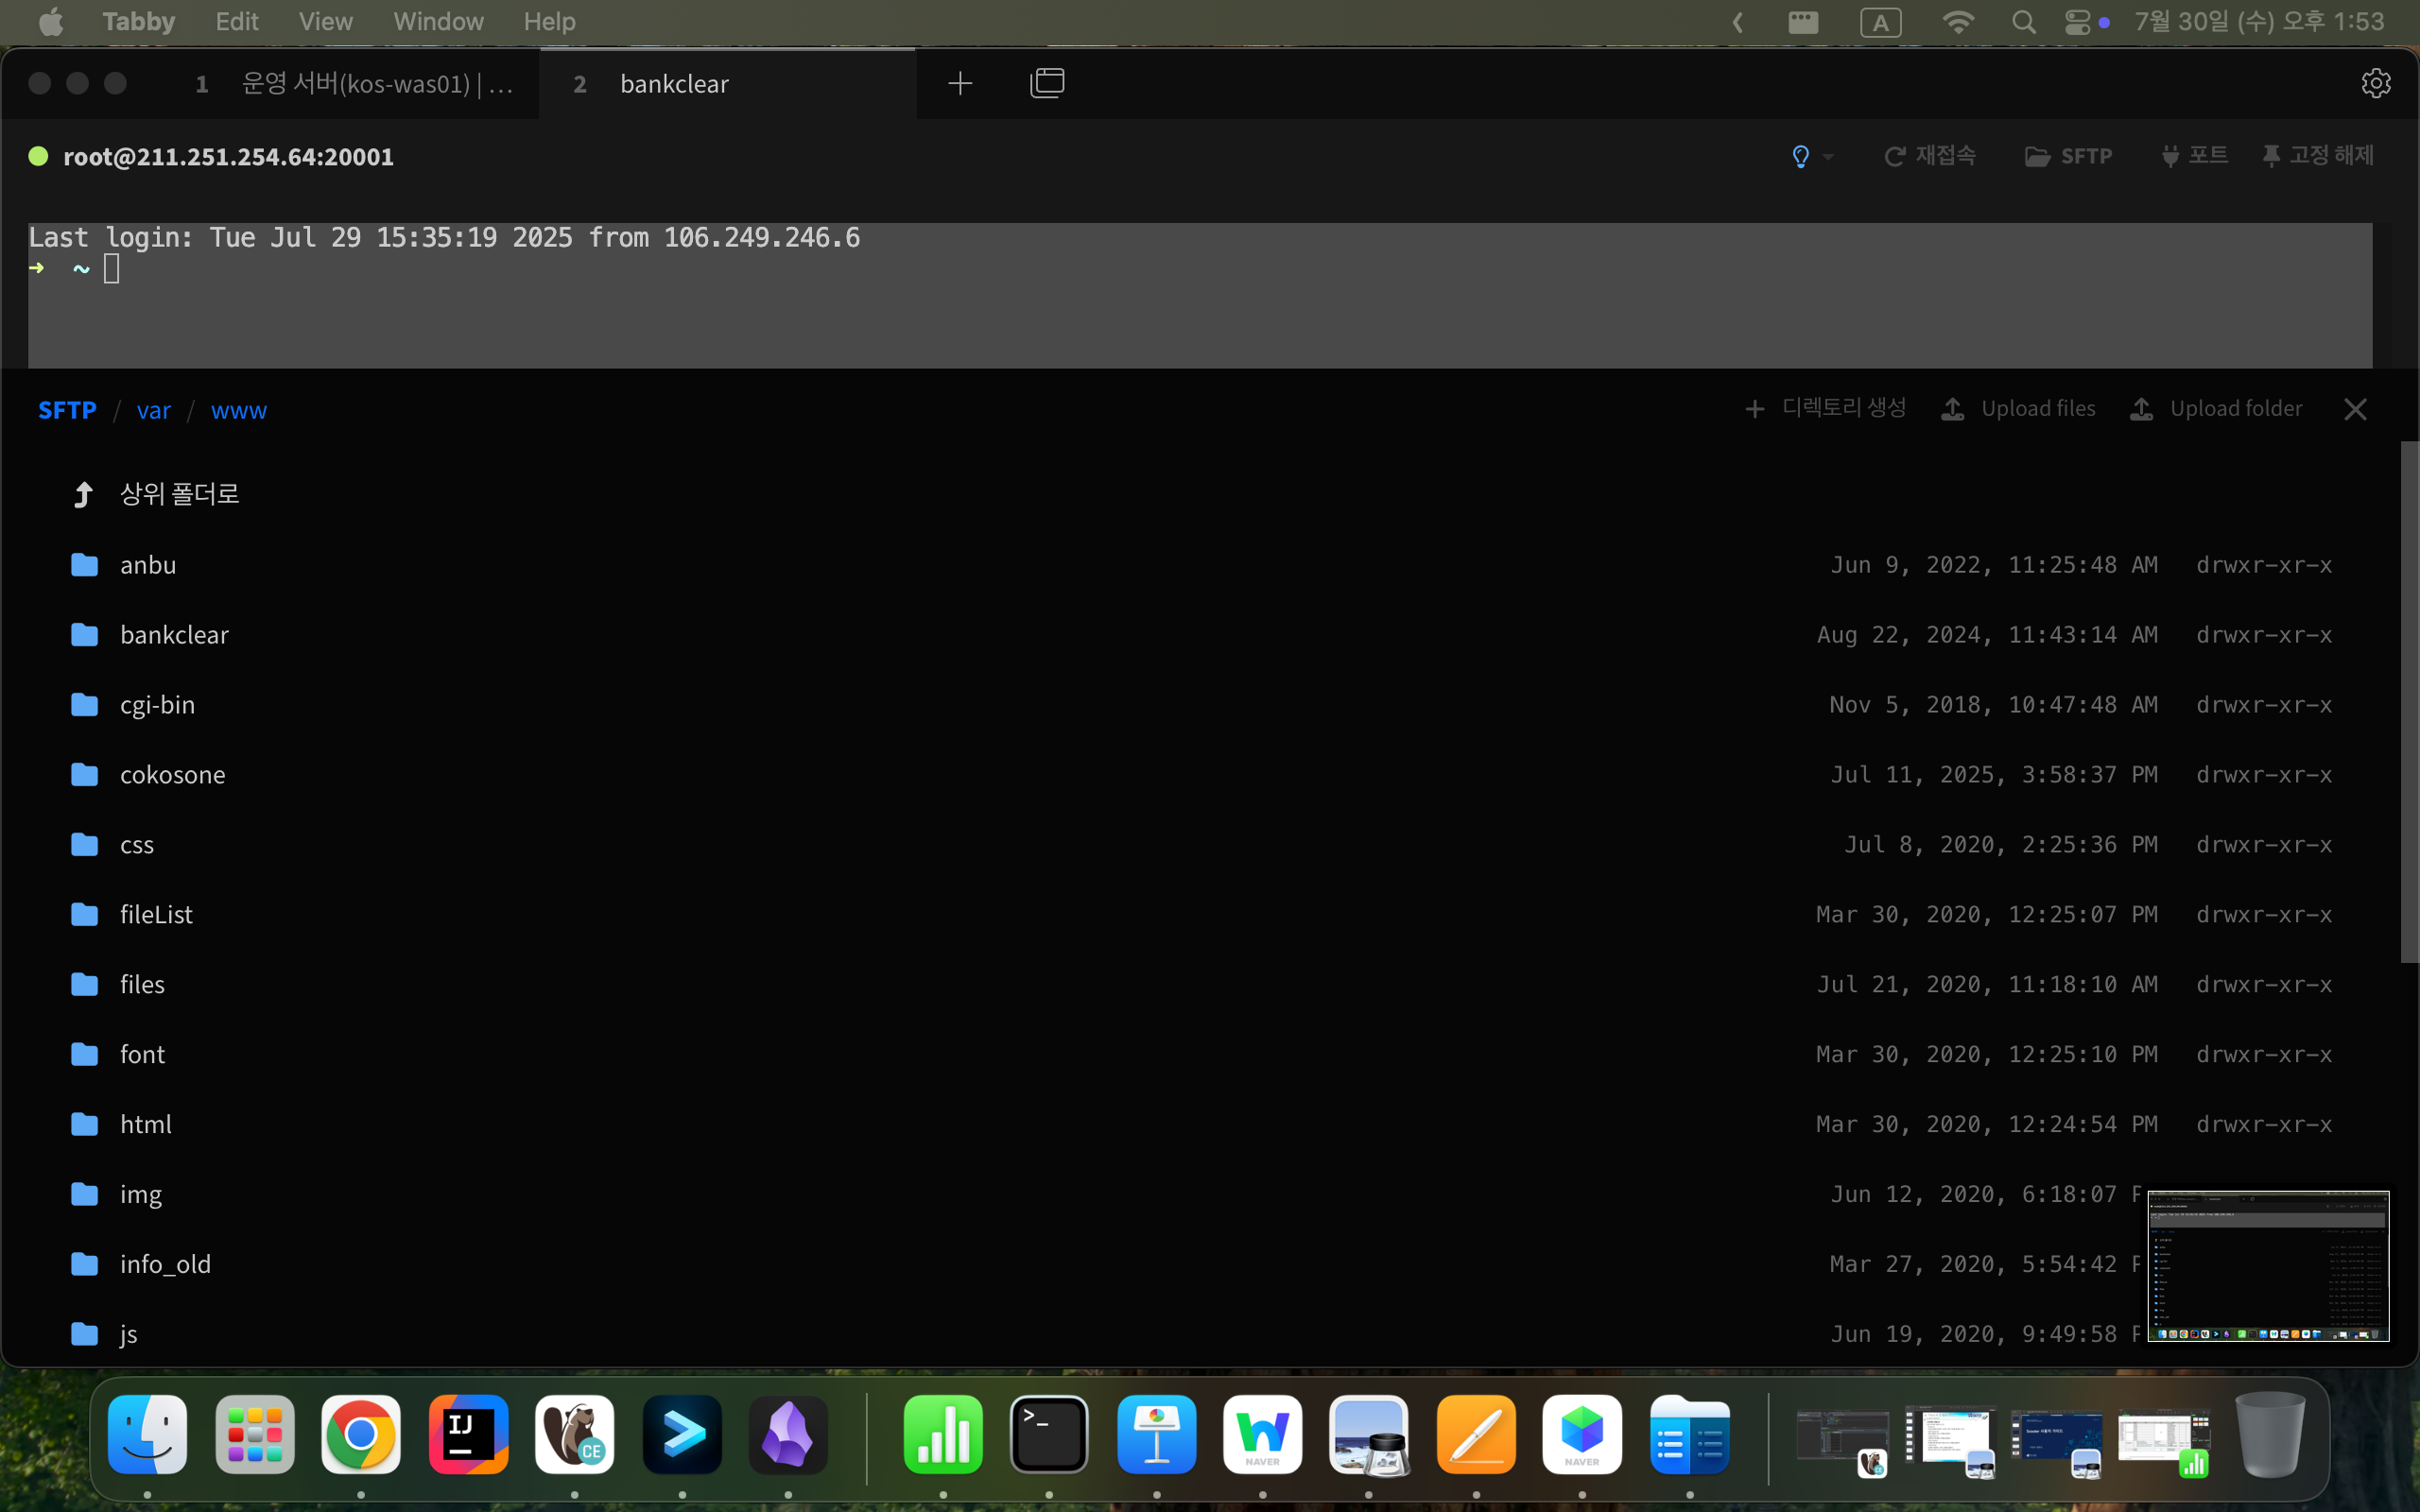 Tabby Edit View Window Help A 7월 30일 (수) 오후 1:53
1 운영 서버(kos-was01) | ... 2 bankclear
root@211.251.254.64:20001 재접속 SFTP 포트 고정 해제
Last login: Tue Jul 29 15:35:19 2025 from 106.249.246.6
➜ ~
SFTP / var / www + 디렉토리 생성 Upload files Upload folder
상위 폴더로
anbu Jun 9, 2022, 11:25:48 AM drwxr-xr-x
bankclear Aug 22, 2024, 11:43:14 AM drwxr-xr-x
cgi-bin Nov 5, 2018, 10:47:48 AM drwxr-xr-x
cokosone Jul 11, 2025, 3:58:37 PM drwxr-xr-x
css Jul 8, 2020, 2:25:36 PM drwxr-xr-x
fileList Mar 30, 2020, 12:25:07 PM drwxr-xr-x
files Jul 21, 2020, 11:18:10 AM drwxr-xr-x
font Mar 30, 2020, 12:25:10 PM drwxr-xr-x
html Mar 30, 2020, 12:24:54 PM drwxr-xr-x
img Jun 12, 2020, 6:18:07
info_old Mar 27, 2020, 5:54:42
js Jun 19, 2020, 9:49:58
IJ CE >_ NAVER NAVER